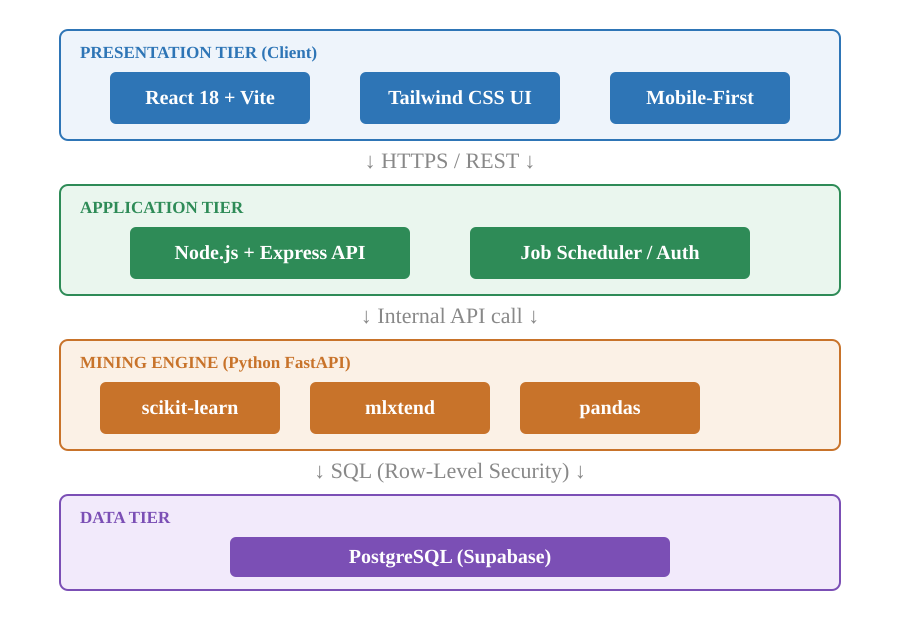 PRESENTATION TIER (Client)
React 18 + Vite
Tailwind CSS UI
Mobile-First
↓ HTTPS / REST ↓
APPLICATION TIER
Node.js + Express API
Job Scheduler / Auth
↓ Internal API call ↓
MINING ENGINE (Python FastAPI)
scikit-learn
mlxtend
pandas
↓ SQL (Row-Level Security) ↓
DATA TIER
PostgreSQL (Supabase)